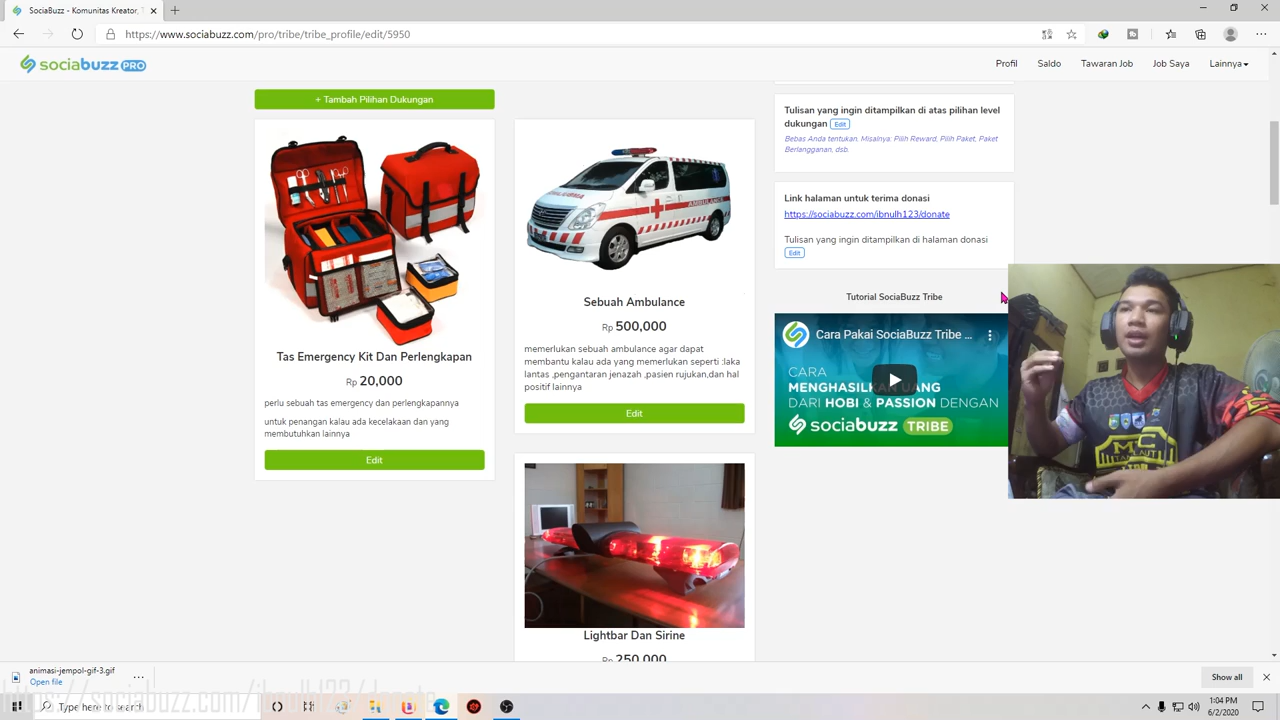 SociaBuzz - Komunitas Kreator,
https://www.sociabuzz.com/pro/tribe/tribe_profile/edit/5950
sociabuzz PRO
Profil
Saldo
Tawaran Job
Job Saya
Lainnya
+ Tambah Pilihan Dukungan
Tas Emergency Kit Dan Perlengkapan
Rp 20,000
perlu sebuah tas emergency dan perlengkapannya
untuk penangan kalau ada kecelakaan dan yang
membutuhkan lainnya
Edit
AMBULANCE
Sebuah Ambulance
Rp 500,000
memerlukan sebuah ambulance agar dapat
membantu kalau ada yang memerlukan seperti :laka
lantas ,pengantaran jenazah ,pasien rujukan,dan hal
positif lainnya
Edit
Lightbar Dan Sirine
Rp 250,000
Tulisan yang ingin ditampilkan di atas pilihan level
dukungan Edit
Bebas Anda tentukan. Misalnya: Pilih Reward, Pilih Paket, Paket
Berlangganan, dsb.
Link halaman untuk terima donasi
https://sociabuzz.com/ibnulh123/donate
Tulisan yang ingin ditampilkan di halaman donasi
Edit
Tutorial SociaBuzz Tribe
Cara Pakai SociaBuzz Tribe ...
CARA
MENGHASILKAN UANG
DARI HOBI & PASSION DENGAN
sociabuzz TRIBE
animasi-jempol-gif-3.gif
Open file
Show all
https://sociabuzz.com/ibnulh123/donate
Type here to search
1:04 PM
6/2/2020